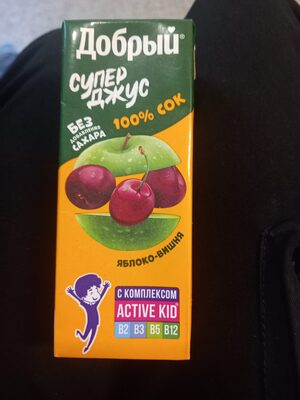 Добрый®
СУПЕР
ДЖУС
БЕЗ
ДОБАВЛЕНИЯ
САХАРА
100% СОК
ЯБЛОКО-ВИШНЯ
С КОМПЛЕКСОМ
ACTIVE KID
B2 B3 B5 B12